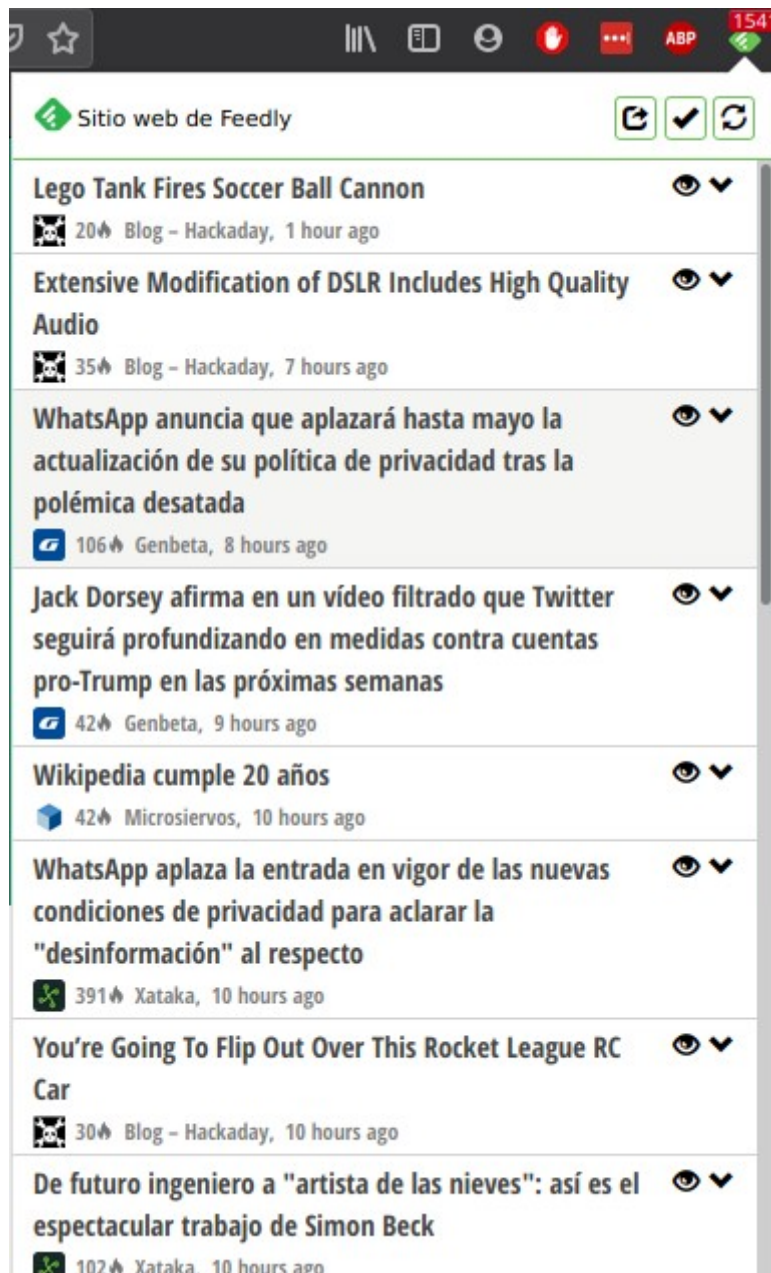 ABP
1541
Sitio web de Feedly
Lego Tank Fires Soccer Ball Cannon
20 Blog – Hackaday, 1 hour ago
Extensive Modification of DSLR Includes High Quality
Audio
35 Blog – Hackaday, 7 hours ago
WhatsApp anuncia que aplazará hasta mayo la
actualización de su política de privacidad tras la
polémica desatada
106 Genbeta, 8 hours ago
Jack Dorsey afirma en un vídeo filtrado que Twitter
seguirá profundizando en medidas contra cuentas
pro-Trump en las próximas semanas
42 Genbeta, 9 hours ago
Wikipedia cumple 20 años
42 Microsiervos, 10 hours ago
WhatsApp aplaza la entrada en vigor de las nuevas
condiciones de privacidad para aclarar la
"desinformación" al respecto
391 Xataka, 10 hours ago
You’re Going To Flip Out Over This Rocket League RC
Car
30 Blog – Hackaday, 10 hours ago
De futuro ingeniero a "artista de las nieves": así es el
espectacular trabajo de Simon Beck
102 Xataka, 10 hours ago